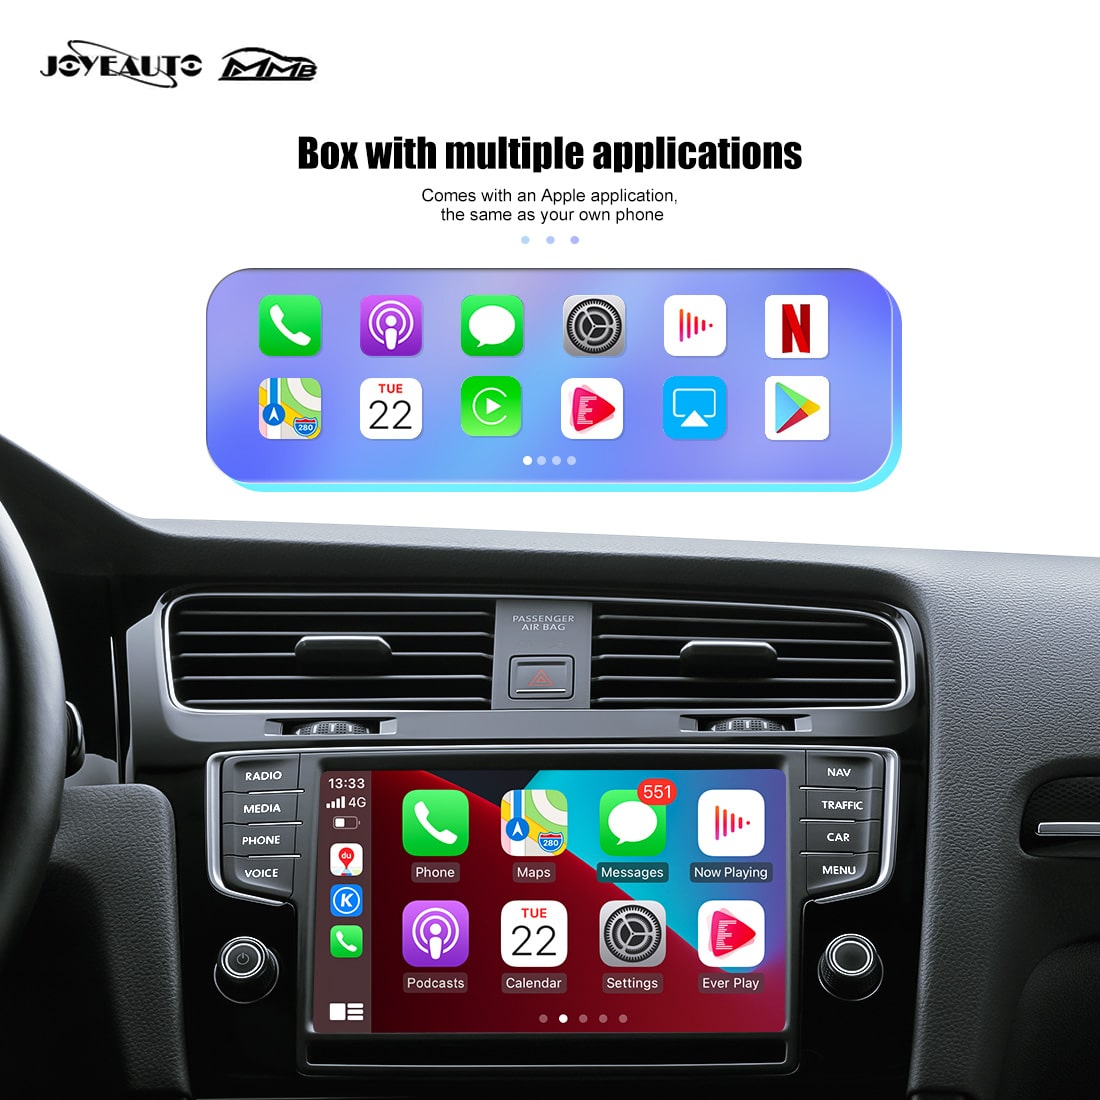 JOYEAUTO MMB
Box with multiple applications
Comes with an Apple application,
the same as your own phone
N
280
TUE
22
E
PASSENGER
AIR BAG
RADIO
MEDIA
PHONE
VOICE
NAV
TRAFFIC
CAR
MENU
13:33
4G
du
K
280
551
Phone
Maps
Messages
Now Playing
TUE
22
E
Podcasts
Calendar
Settings
Ever Play